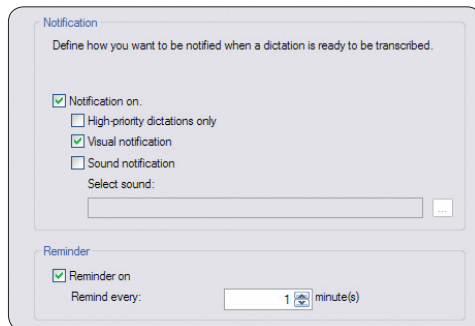 Notification
Define how you want to be notified when a dictation is ready to be transcribed.
Notification on.
High-priority dictations only
Visual notification
Sound notification
Select sound:
...
Reminder
Reminder on
Remind every: 1 minute(s)